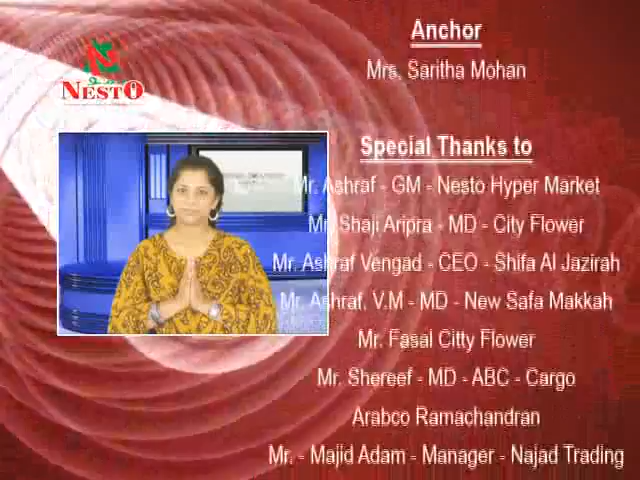 Anchor
Mrs. Saritha Mohan
NESTO
Special Thanks to
Mr. Ashraf - GM - Nesto Hyper Market
Mr. Shaji Aripra - MD - City Flower
Mr. Ashraf Vengad - CEO - Shifa Al Jazirah
Mr. Ashraf. V.M - MD - New Safa Makkah
Mr. Fasal Citty Flower
Mr. Shereef - MD - ABC - Cargo
Arabco Ramachandran
Mr. - Majid Adam - Manager - Najad Trading